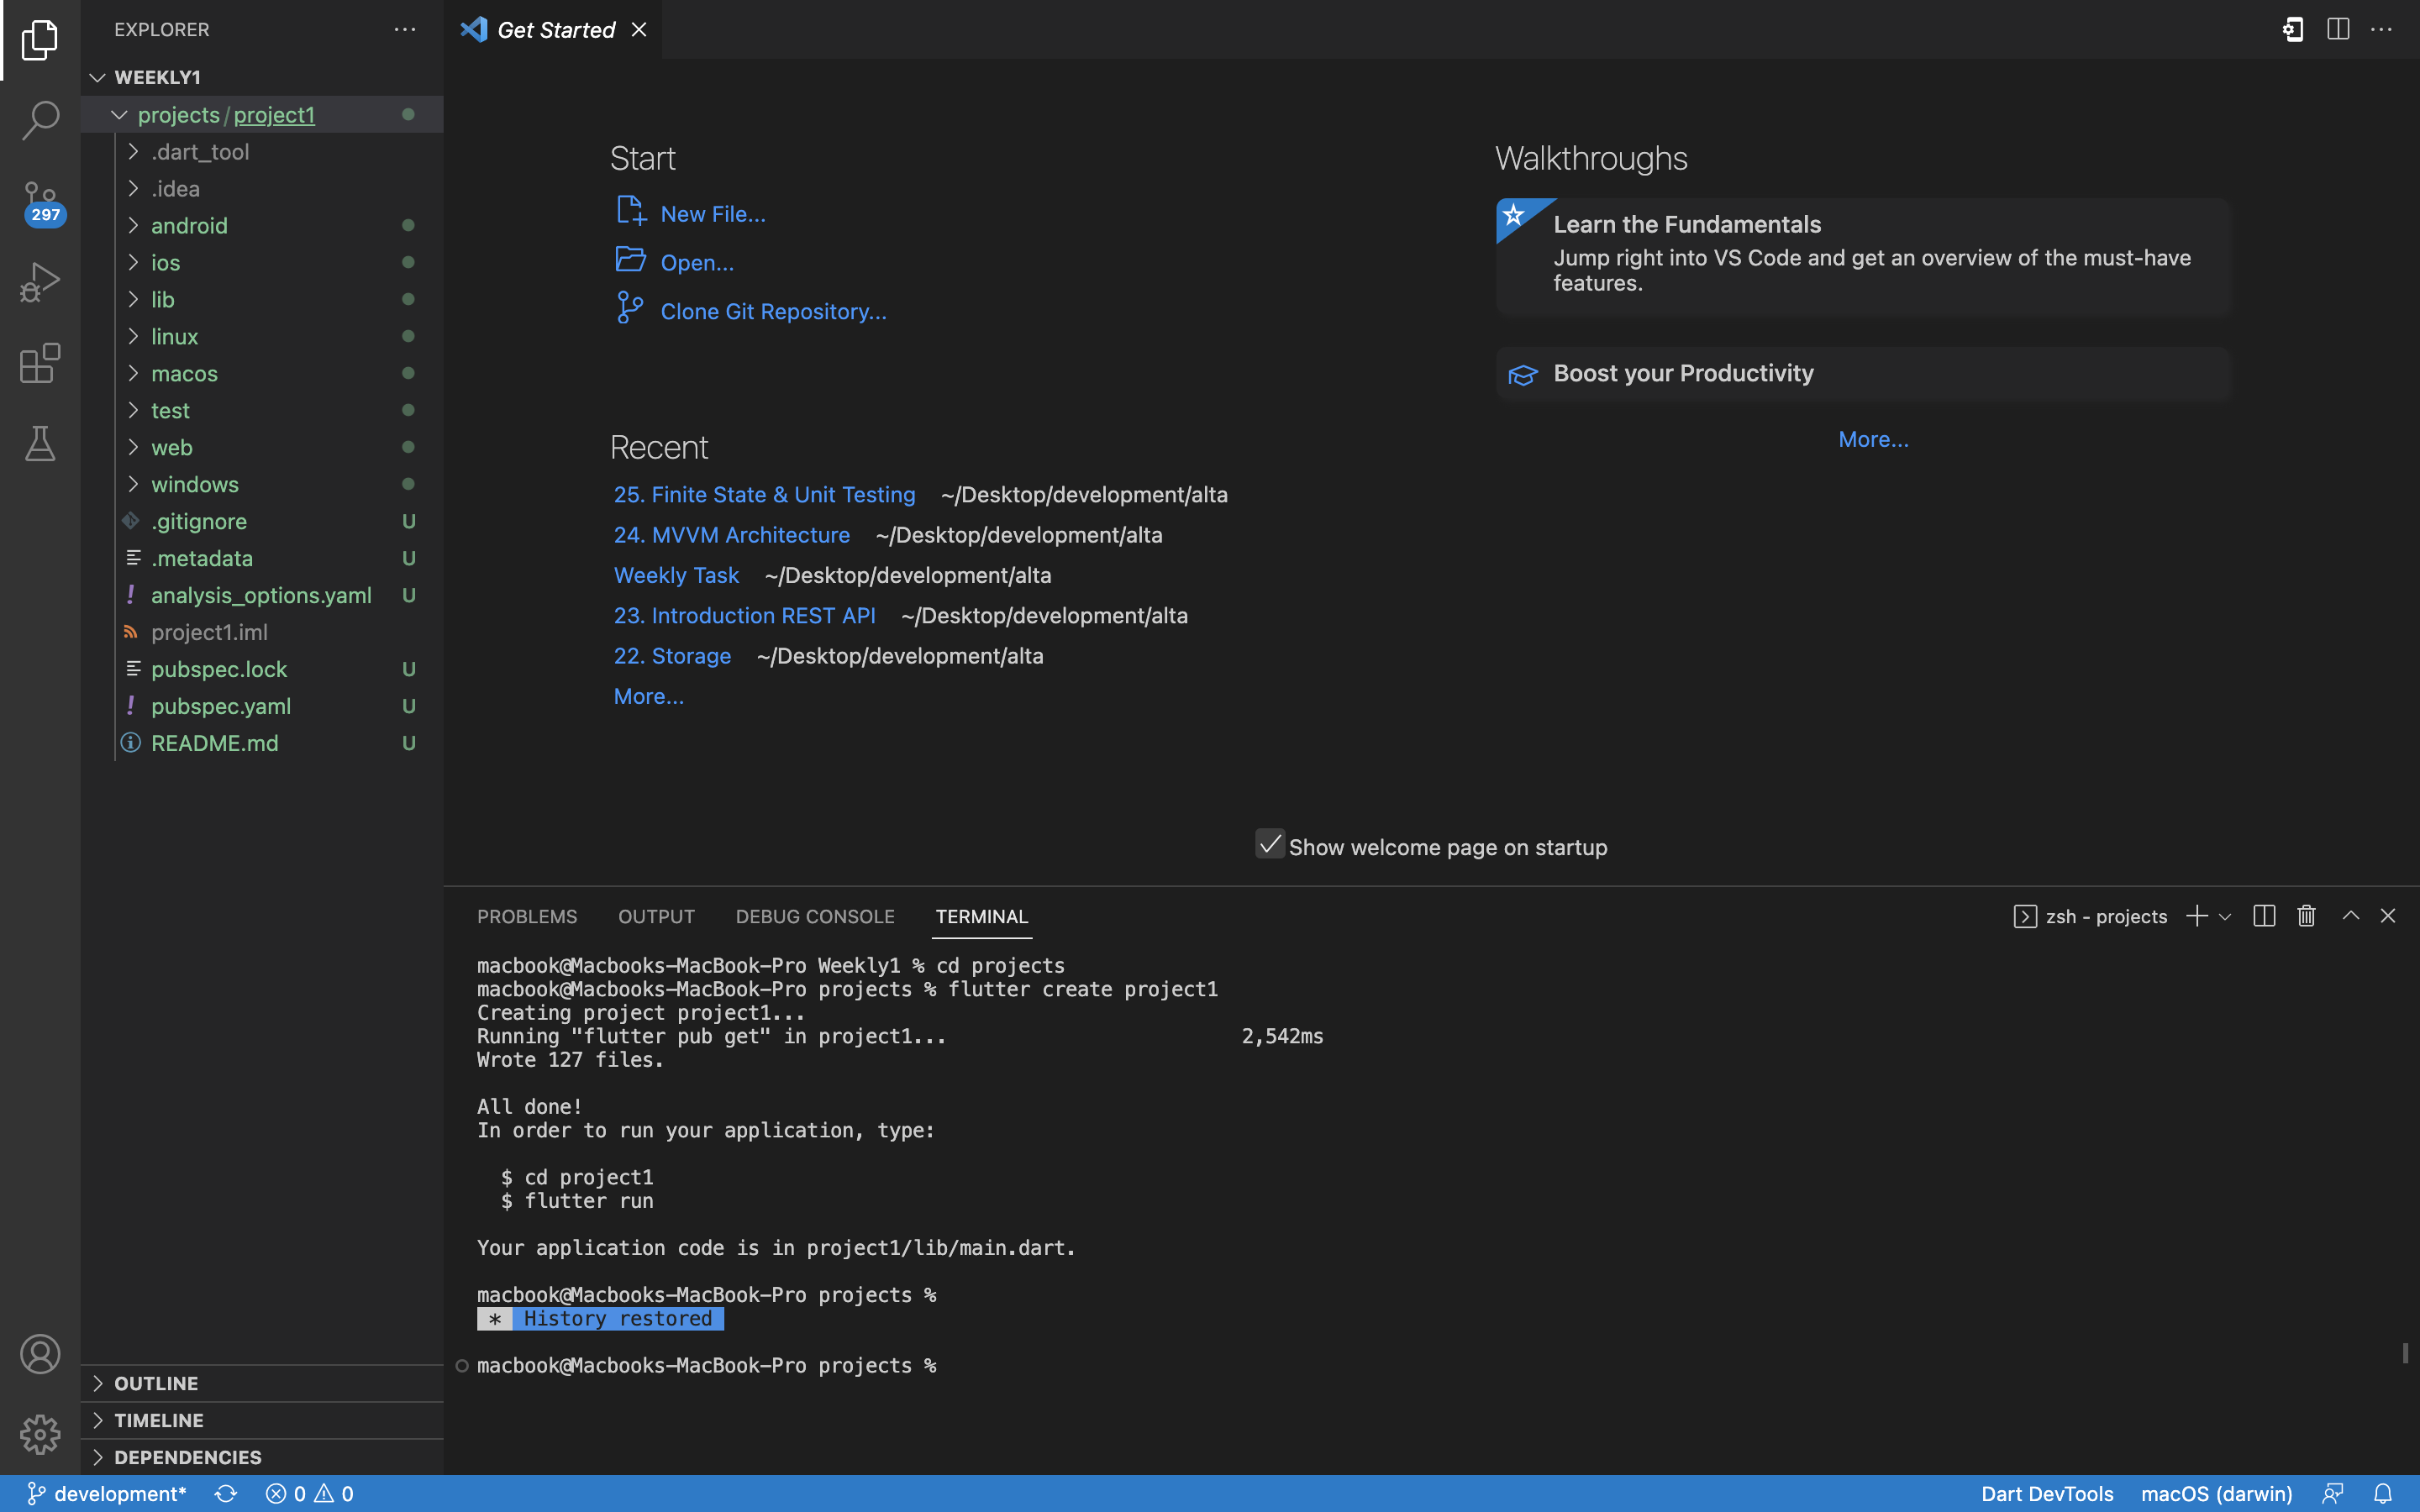 EXPLORER
WEEKLY1
projects/project1
.dart_tool
.idea
android
ios
lib
linux
macos
test
web
windows
.gitignore U
.metadata U
analysis_options.yaml U
project1.iml
pubspec.lock U
pubspec.yaml U
README.md U
OUTLINE
TIMELINE
DEPENDENCIES
297
Get Started
Start
New File...
Open...
Clone Git Repository...
Recent
25. Finite State & Unit Testing ~/Desktop/development/alta
24. MVVM Architecture ~/Desktop/development/alta
Weekly Task ~/Desktop/development/alta
23. Introduction REST API ~/Desktop/development/alta
22. Storage ~/Desktop/development/alta
More...
Walkthroughs
Learn the Fundamentals
Jump right into VS Code and get an overview of the must-have
features.
Boost your Productivity
More...
Show welcome page on startup
PROBLEMS OUTPUT DEBUG CONSOLE TERMINAL
zsh - projects
macbook@Macbooks-MacBook-Pro Weekly1 % cd projects
macbook@Macbooks-MacBook-Pro projects % flutter create project1
Creating project project1...
Running "flutter pub get" in project1... 2,542ms
Wrote 127 files.
All done!
In order to run your application, type:
$ cd project1
$ flutter run
Your application code is in project1/lib/main.dart.
macbook@Macbooks-MacBook-Pro projects %
* History restored
macbook@Macbooks-MacBook-Pro projects %
development* 0 0
Dart DevTools macOS (darwin)